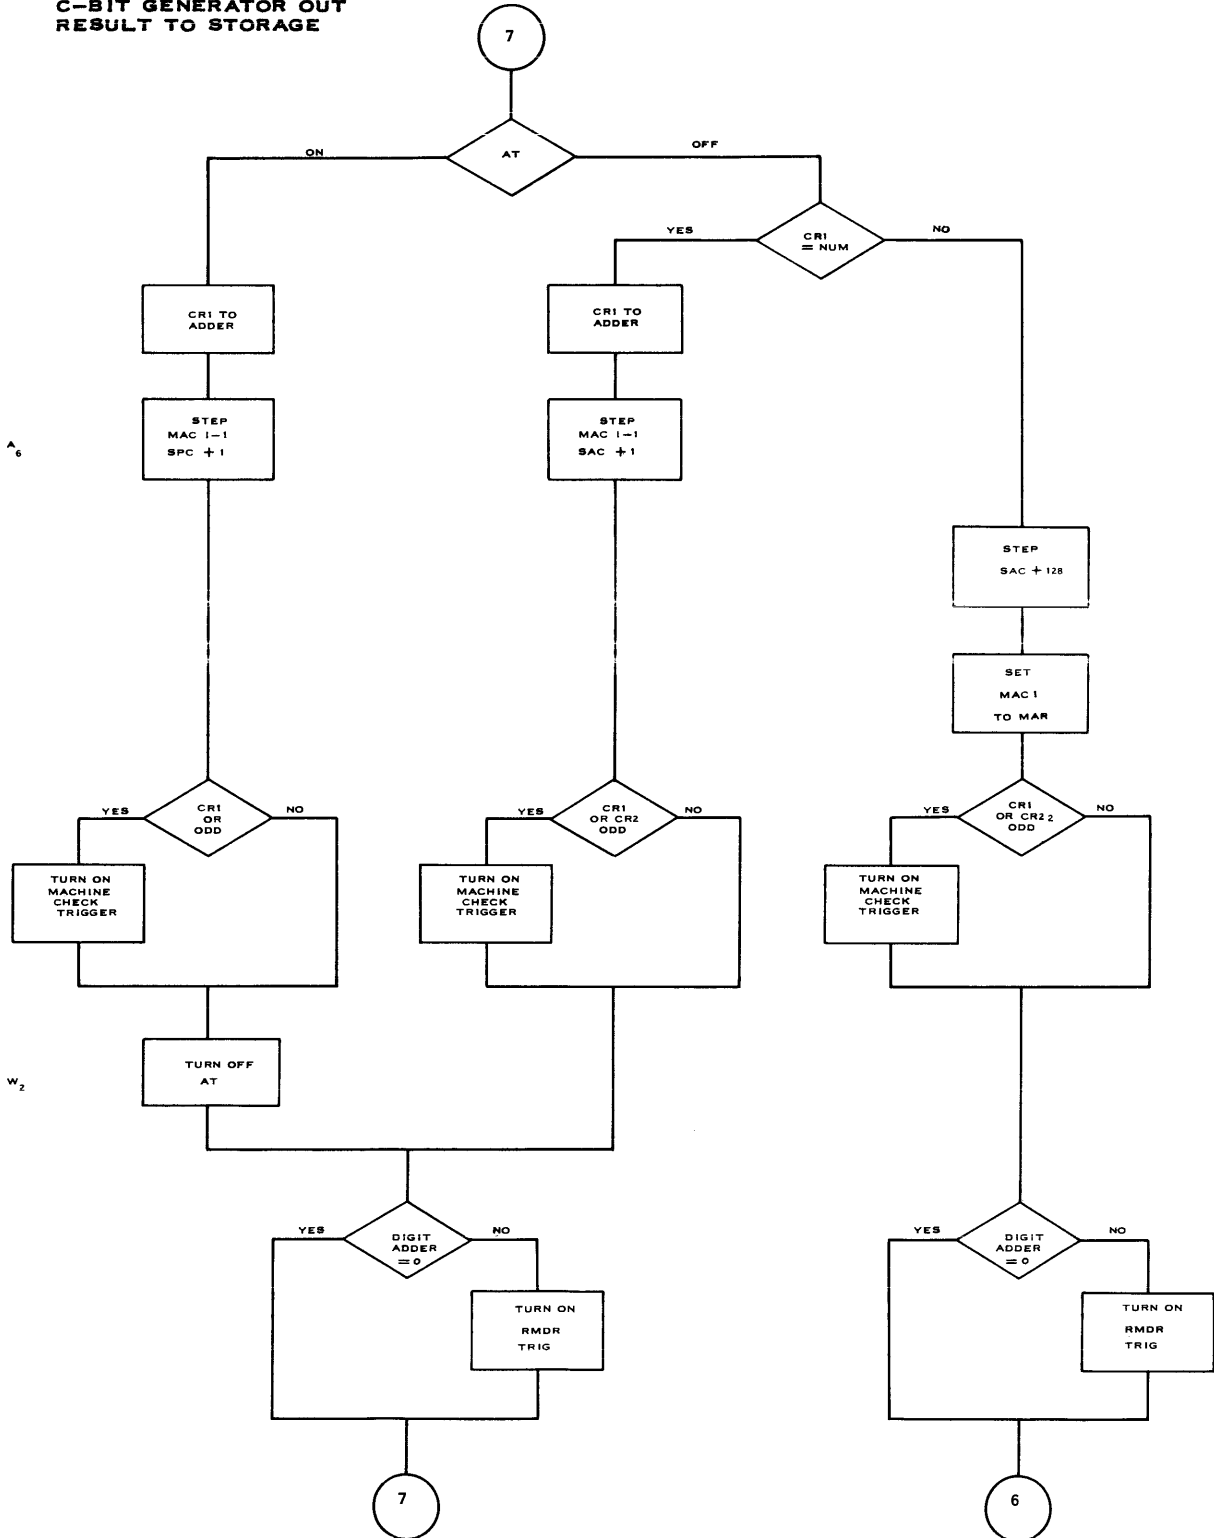 C-BIT GENERATOR OUT
RESULT TO STORAGE
7
AT
ON
OFF
CR1
= NUM
YES
NO
CR1 TO
ADDER
CR1 TO
ADDER
STEP
MAC 1-1
SPC + 1
STEP
MAC 1-1
SAC + 1
A6
STEP
SAC + 128
SET
MAC 1
TO MAR
YES
CR1
OR
ODD
NO
YES
CR1
OR CR2
ODD
NO
YES
CR1
OR CR2 2
ODD
NO
TURN ON
MACHINE
CHECK
TRIGGER
TURN ON
MACHINE
CHECK
TRIGGER
TURN ON
MACHINE
CHECK
TRIGGER
TURN OFF
AT
W2
YES
DIGIT
ADDER
=0
NO
YES
DIGIT
ADDER
=0
NO
TURN ON
RMDR
TRIG
TURN ON
RMDR
TRIG
7
6